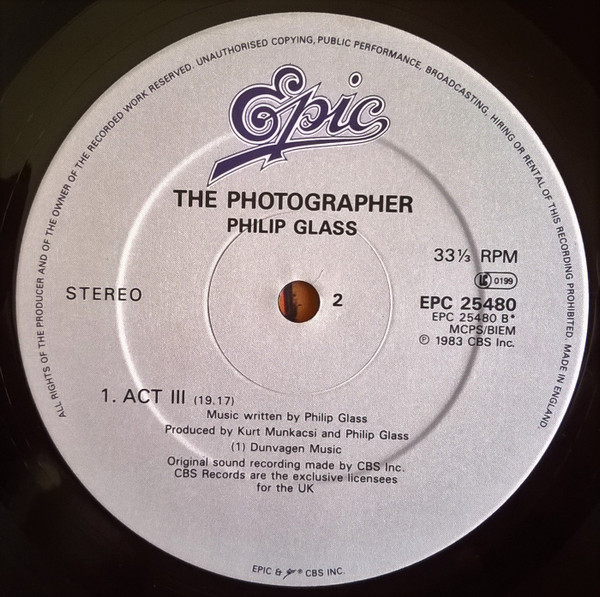 ALL RIGHTS OF THE PRODUCER AND OF THE OWNER OF THE RECORDED WORK RESERVED. UNAUTHORISED COPYING, PUBLIC PERFORMANCE, BROADCASTING, HIRING OR RENTAL OF THIS RECORDING PROHIBITED. MADE IN ENGLAND.
Epic
THE PHOTOGRAPHER
PHILIP GLASS
33⅓ RPM
LC 0199
STEREO
2
EPC 25480
EPC 25480 B*
MCPS/BIEM
℗ 1983 CBS Inc.
1. ACT III (19.17)
Music written by Philip Glass
Produced by Kurt Munkacsi and Philip Glass
(1) Dunvagen Music
Original sound recording made by CBS Inc.
CBS Records are the exclusive licensees
for the UK
EPIC & ® CBS INC.